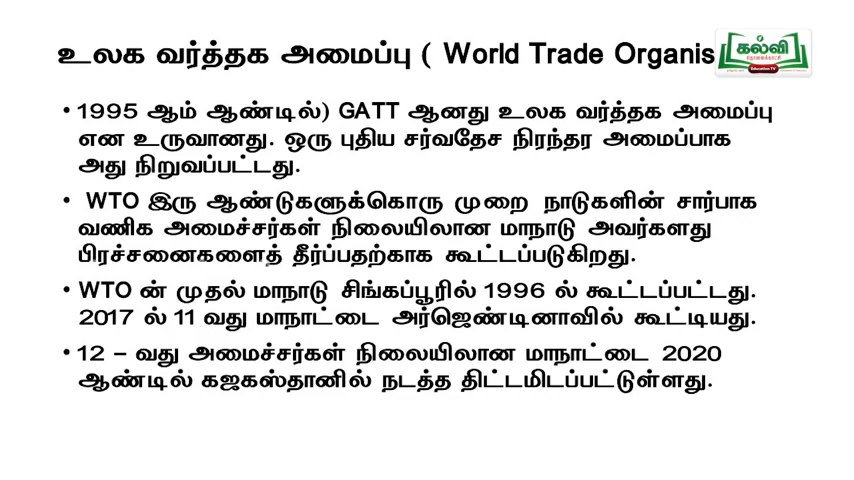 உலக வர்த்தக அமைப்பு ( World Trade Organis
கல்வி
தொலைக்காட்சி
Education TV
• 1995 ஆம் ஆண்டில்) GATT ஆனது உலக வர்த்தக அமைப்பு
என உருவானது. ஒரு புதிய சர்வதேச நிரந்தர அமைப்பாக
அது நிறுவப்பட்டது.
• WTO இரு ஆண்டுகளுக்கொரு முறை நாடுகளின் சார்பாக
வணிக அமைச்சர்கள் நிலையிலான மாநாடு அவர்களது
பிரச்சனைகளைத் தீர்ப்பதற்காக கூட்டப்படுகிறது.
• WTO ன் முதல் மாநாடு சிங்கப்பூரில் 1996 ல் கூட்டப்பட்டது.
2017 ல் 11 வது மாநாட்டை அர்ஜெண்டினாவில் கூட்டியது.
• 12 – வது அமைச்சர்கள் நிலையிலான மாநாட்டை 2020
ஆண்டில் கஜகஸ்தானில் நடத்த திட்டமிடப்பட்டுள்ளது.